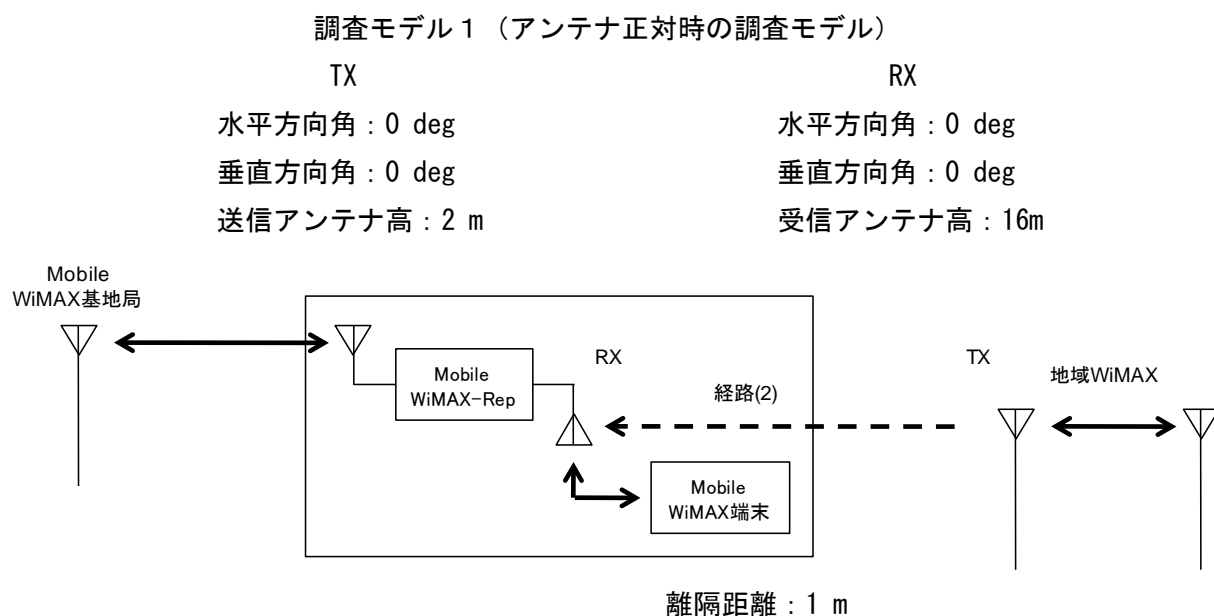 調査モデル１（アンテナ正対時の調査モデル）
TX
水平方向角：0 deg
垂直方向角：0 deg
送信アンテナ高：2 m
RX
水平方向角：0 deg
垂直方向角：0 deg
受信アンテナ高：16m
Mobile
WiMAX基地局
Mobile
WiMAX-Rep
RX
経路(2)
TX
地域WiMAX
Mobile
WiMAX端末
離隔距離：1 m